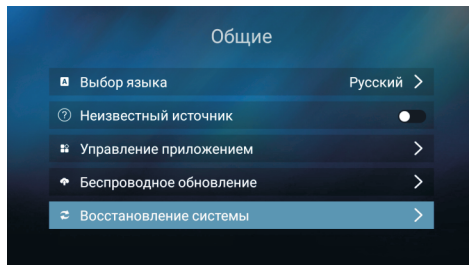 Общие
Выбор языка Русский
Неизвестный источник
Управление приложением
Беспроводное обновление
Восстановление системы